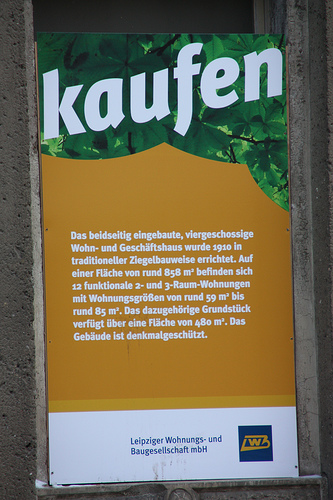 kaufen
Das beidseitig eingebaute, viergeschossige
Wohn- und Geschäftshaus wurde 1910 in
traditioneller Ziegelbauweise errichtet. Auf
einer Fläche von rund 858 m² befinden sich
12 funktionale 2- und 3-Raum-Wohnungen
mit Wohnungsgrößen von rund 59 m² bis
rund 85 m². Das dazugehörige Grundstück
verfügt über eine Fläche von 480 m². Das
Gebäude ist denkmalgeschützt.
Leipziger Wohnungs- und
Baugesellschaft mbH
LWB